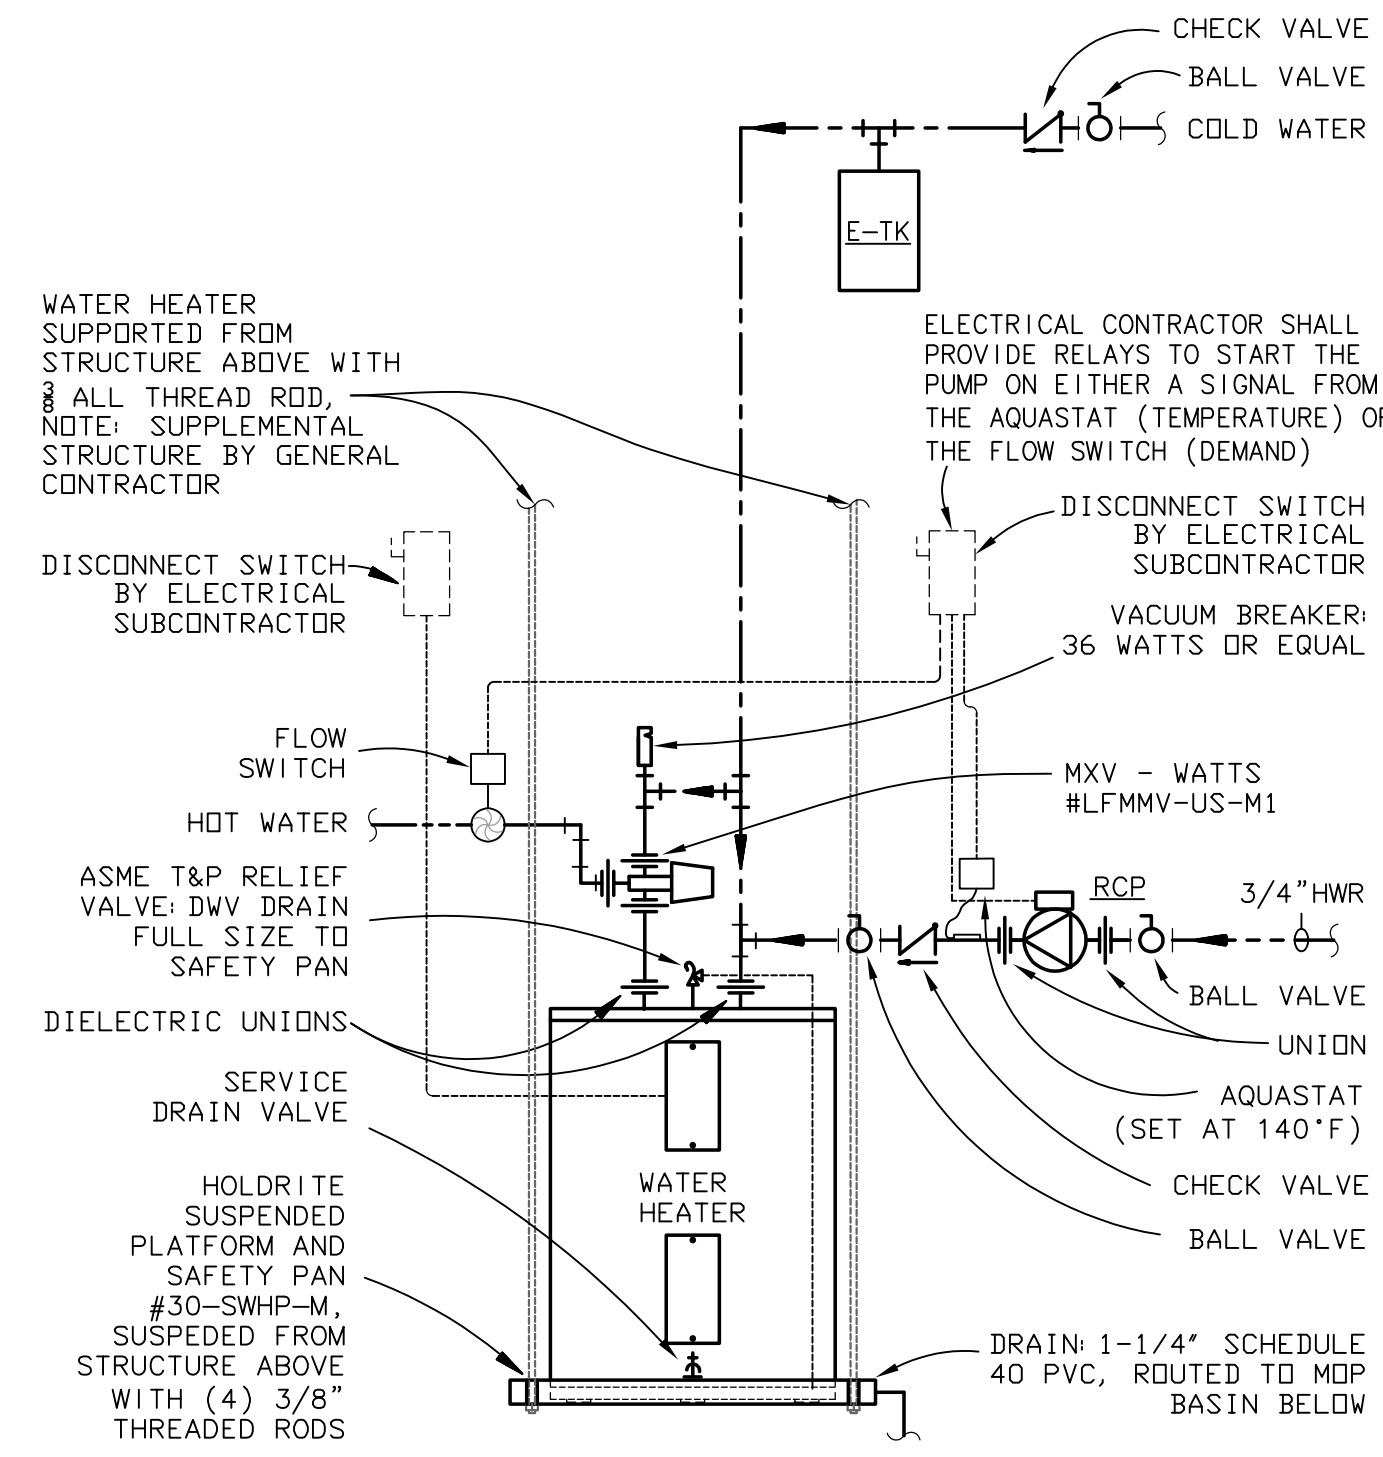 CHECK VALVE
BALL VALVE
COLD WATER
E-TK
WATER HEATER
SUPPORTED FROM
STRUCTURE ABOVE WITH
3/8 ALL THREAD ROD,
NOTE: SUPPLEMENTAL
STRUCTURE BY GENERAL
CONTRACTOR
ELECTRICAL CONTRACTOR SHALL
PROVIDE RELAYS TO START THE
PUMP ON EITHER A SIGNAL FROM
THE AQUASTAT (TEMPERATURE) OR
THE FLOW SWITCH (DEMAND)
DISCONNECT SWITCH
BY ELECTRICAL
SUBCONTRACTOR
DISCONNECT SWITCH
BY ELECTRICAL
SUBCONTRACTOR
VACUUM BREAKER:
36 WATTS OR EQUAL
FLOW
SWITCH
MXV - WATTS
#LFMMV-US-M1
HOT WATER
ASME T&P RELIEF
VALVE: DWV DRAIN
FULL SIZE TO
SAFETY PAN
RCP
3/4"HWR
BALL VALVE
DIELECTRIC UNIONS
UNION
SERVICE
DRAIN VALVE
AQUASTAT
(SET AT 140°F)
WATER
HEATER
CHECK VALVE
BALL VALVE
HOLDRITE
SUSPENDED
PLATFORM AND
SAFETY PAN
#30-SWHP-M,
SUSPEDED FROM
STRUCTURE ABOVE
WITH (4) 3/8"
THREADED RODS
DRAIN: 1-1/4" SCHEDULE
40 PVC, ROUTED TO MOP
BASIN BELOW